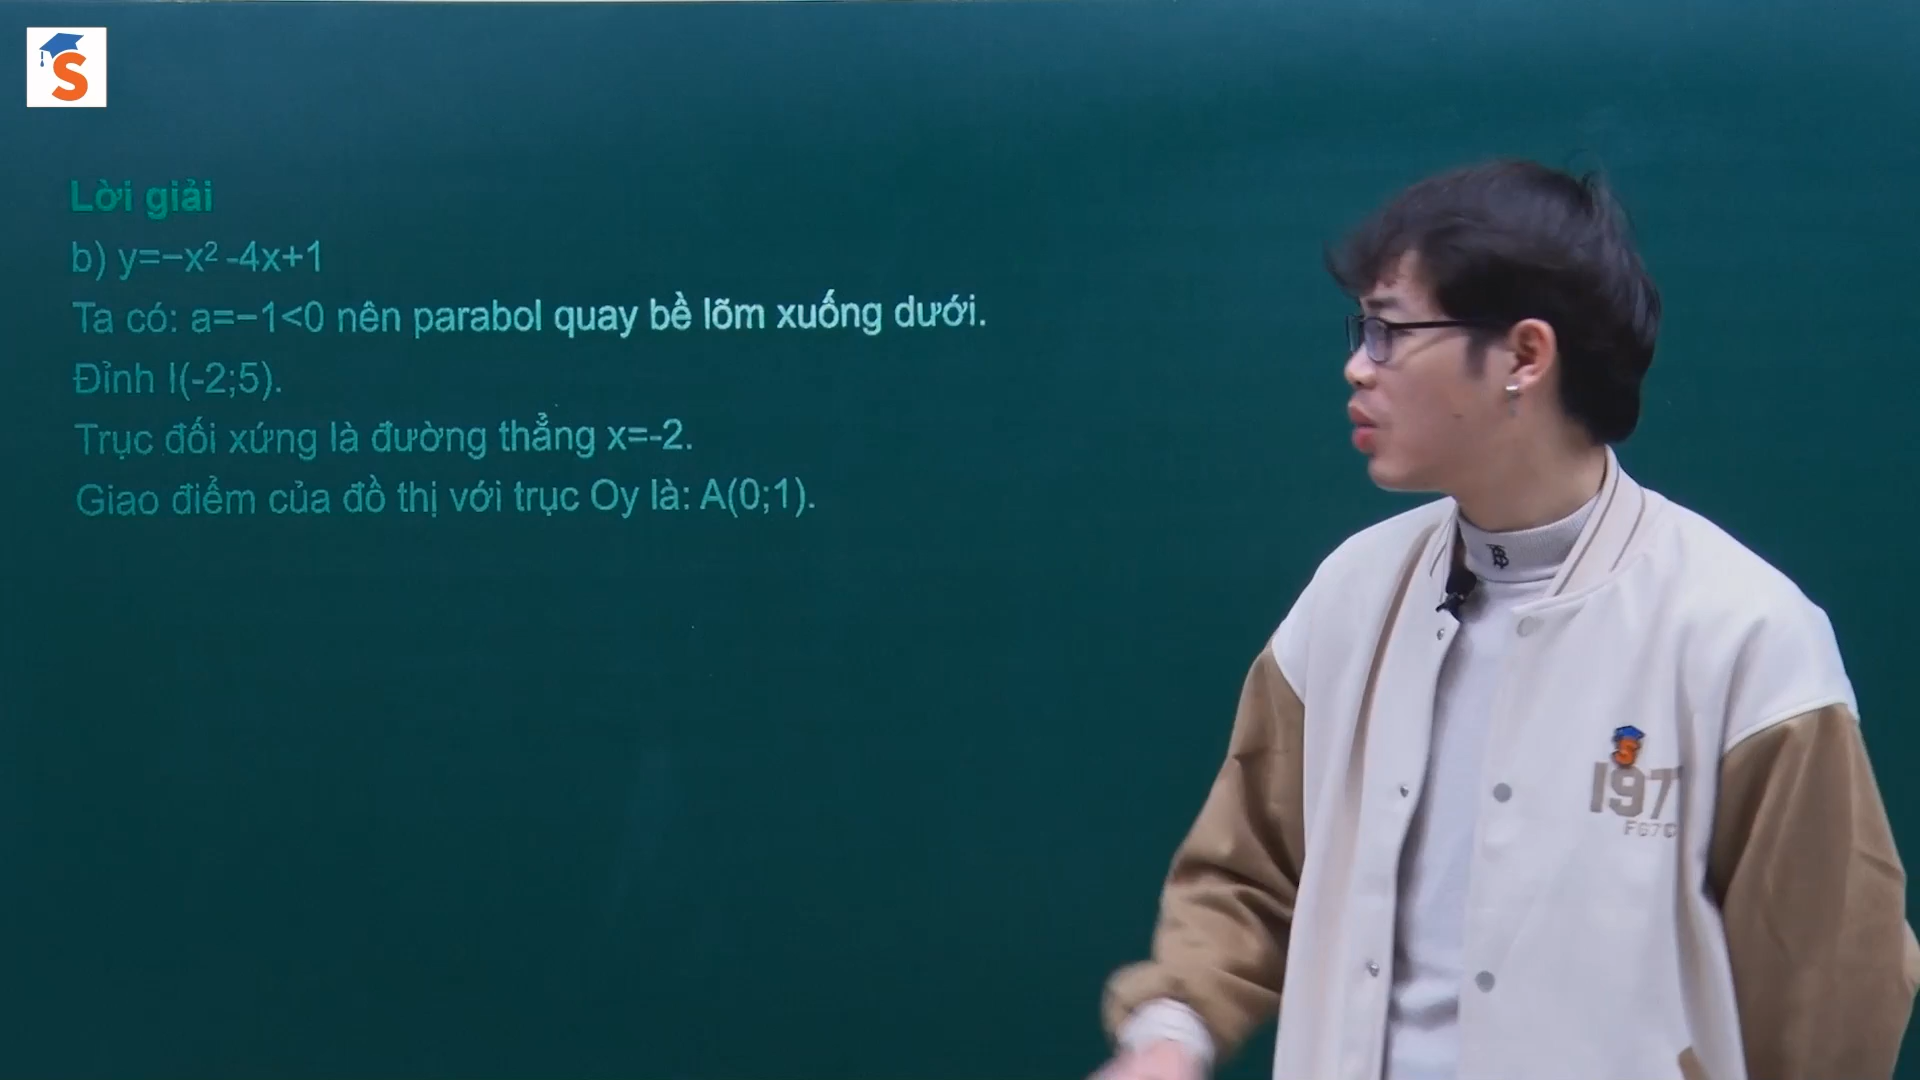 S
Lời giải
b) y=−x² -4x+1
Ta có: a=−1<0 nên parabol quay bề lõm xuống dưới.
Đỉnh I(-2;5).
Trục đối xứng là đường thẳng x=-2.
Giao điểm của đồ thị với trục Oy là: A(0;1).
S
197